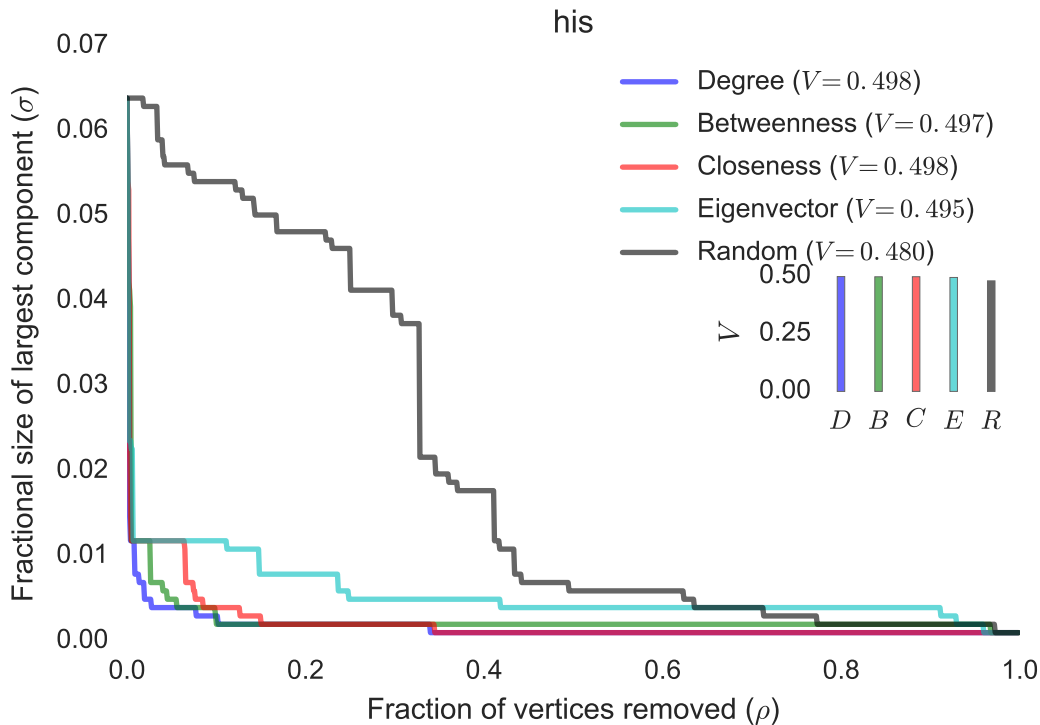 his
Fractional size of largest component (σ)
0.07
0.06
0.05
0.04
0.03
0.02
0.01
0.00
0.0 0.2 0.4 0.6 0.8 1.0
Fraction of vertices removed (ρ)
Degree (V=0.498)
Betweenness (V=0.497)
Closeness (V=0.498)
Eigenvector (V=0.495)
Random (V=0.480)
V
0.50
0.25
0.00
D B C E R